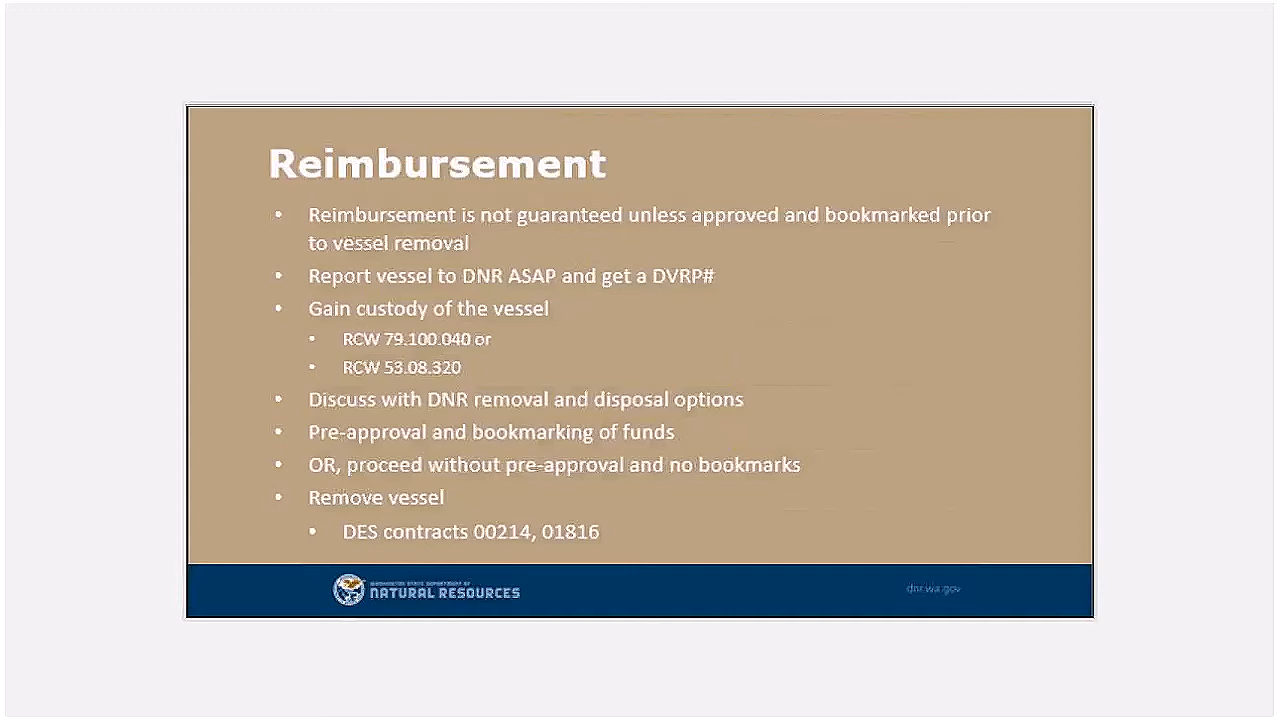 Reimbursement
• Reimbursement is not guaranteed unless approved and bookmarked prior
to vessel removal
• Report vessel to DNR ASAP and get a DVRP#
• Gain custody of the vessel
• RCW 79.100.040 or
• RCW 53.08.320
• Discuss with DNR removal and disposal options
• Pre-approval and bookmarking of funds
• OR, proceed without pre-approval and no bookmarks
• Remove vessel
• DES contracts 00214, 01816
WASHINGTON STATE DEPARTMENT OF
NATURAL RESOURCES
dnr.wa.gov